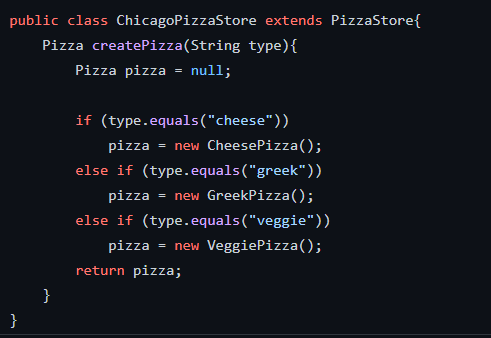 public class ChicagoPizzaStore extends PizzaStore{
    Pizza createPizza(String type){
        Pizza pizza = null;

        if (type.equals("cheese"))
            pizza = new CheesePizza();
        else if (type.equals("greek"))
            pizza = new GreekPizza();
        else if (type.equals("veggie"))
            pizza = new VeggiePizza();
        return pizza;
    }
}